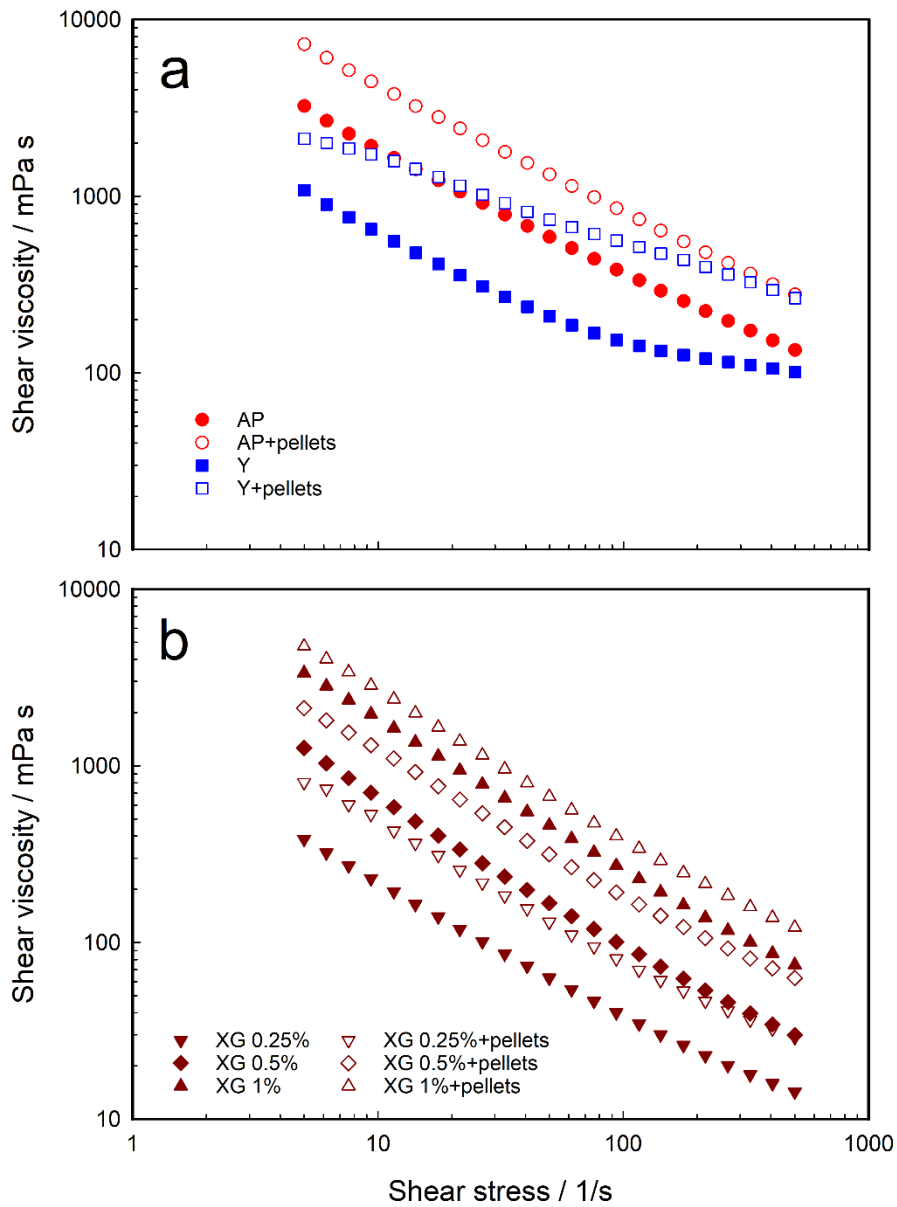 10000
a
1000
Shear viscosity / mPa s
100
AP
AP+pellets
Y
Y+pellets
10
10000
b
1000
Shear viscosity / mPa s
100
XG 0.25% XG 0.25%+pellets
XG 0.5% XG 0.5%+pellets
XG 1% XG 1%+pellets
10
1 10 100 1000
Shear stress / 1/s